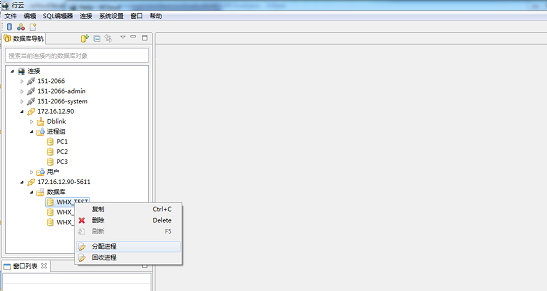 行云
文件 编辑 SQL编辑器 连接 系统设置 窗口 帮助
数据库导航
搜索当前连接内的数据库对象
连接
151-2066
151-2066-admin
151-2066-system
172.16.12.90
Dblink
进程组
PC1
PC2
PC3
用户
172.16.12.90-5611
数据库
WHX_TEST
WHX_
WHX_
复制 Ctrl+C
删除 Delete
刷新 F5
分配进程
回收进程
窗口列表